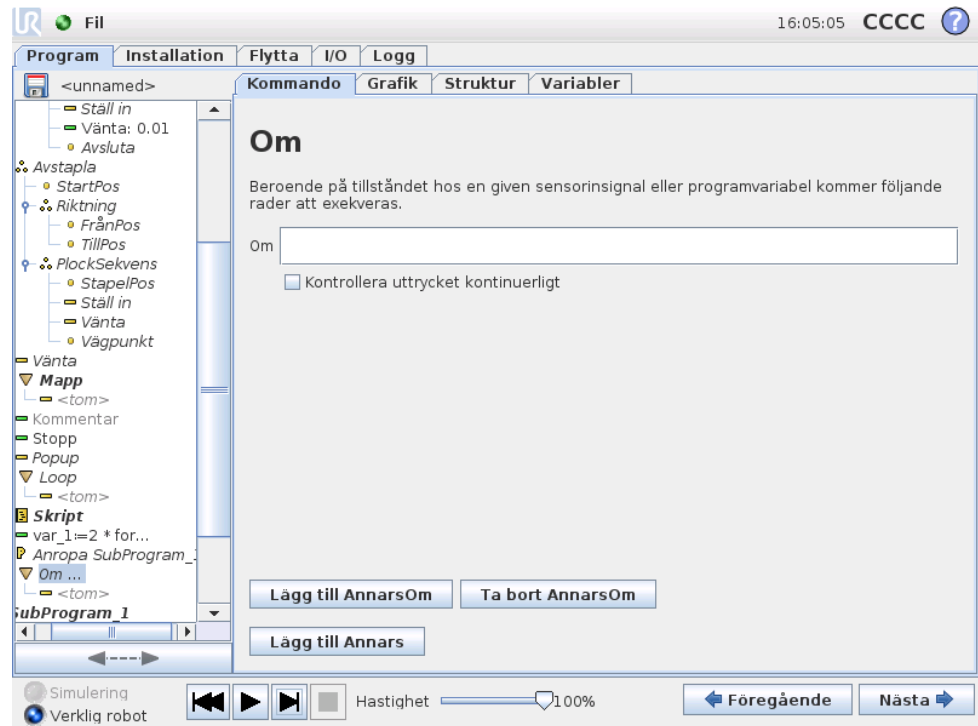 UR Fil 16:05:05 CCCC ?
Program Installation Flytta I/O Logg
<unnamed>
Kommando Grafik Struktur Variabler
Ställ in
Vänta: 0.01
Avsluta
Avstapla
StartPos
Riktning
FrånPos
TillPos
PlockSekvens
StapelPos
Ställ in
Vänta
Vägpunkt
Vänta
Mapp
<tom>
Kommentar
Stopp
Popup
Loop
<tom>
Skript
var_1:=2 * for...
Anropa SubProgram_1
Om ...
<tom>
SubProgram_1
Om
Beroende på tillståndet hos en given sensorinsignal eller programvariabel kommer följande
rader att exekveras.
Om
Kontrollera uttrycket kontinuerligt
Lägg till AnnarsOm Ta bort AnnarsOm
Lägg till Annars
Simulering
Verklig robot
Hastighet 100%
Föregående Nästa